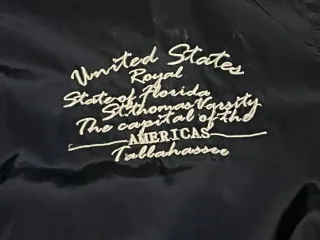 United States
Royal
State of Florida
St.thomas Varsity
The capital of the
AMERICAS
Tallahassee